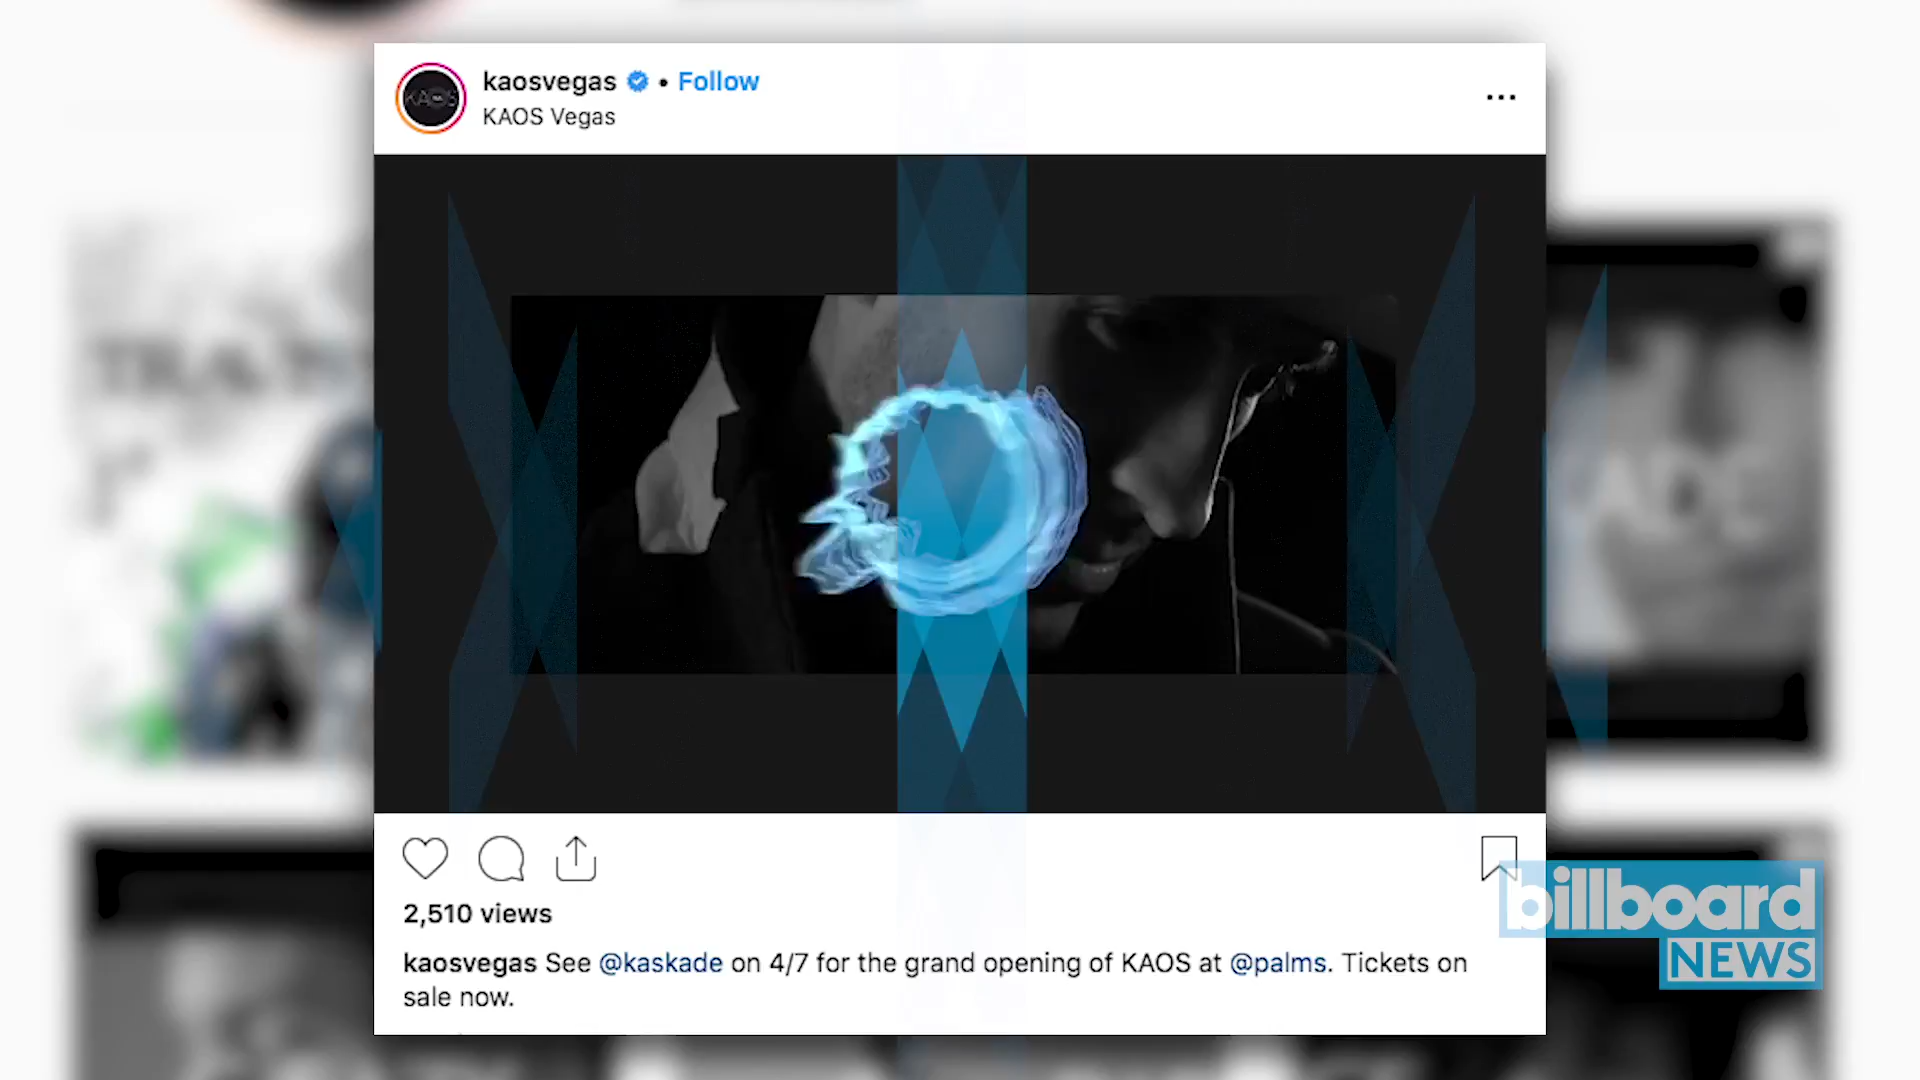 kaosvegas • Follow
KAOS Vegas
2,510 views
kaosvegas See @kaskade on 4/7 for the grand opening of KAOS at @palms. Tickets on
sale now.
billboard
NEWS